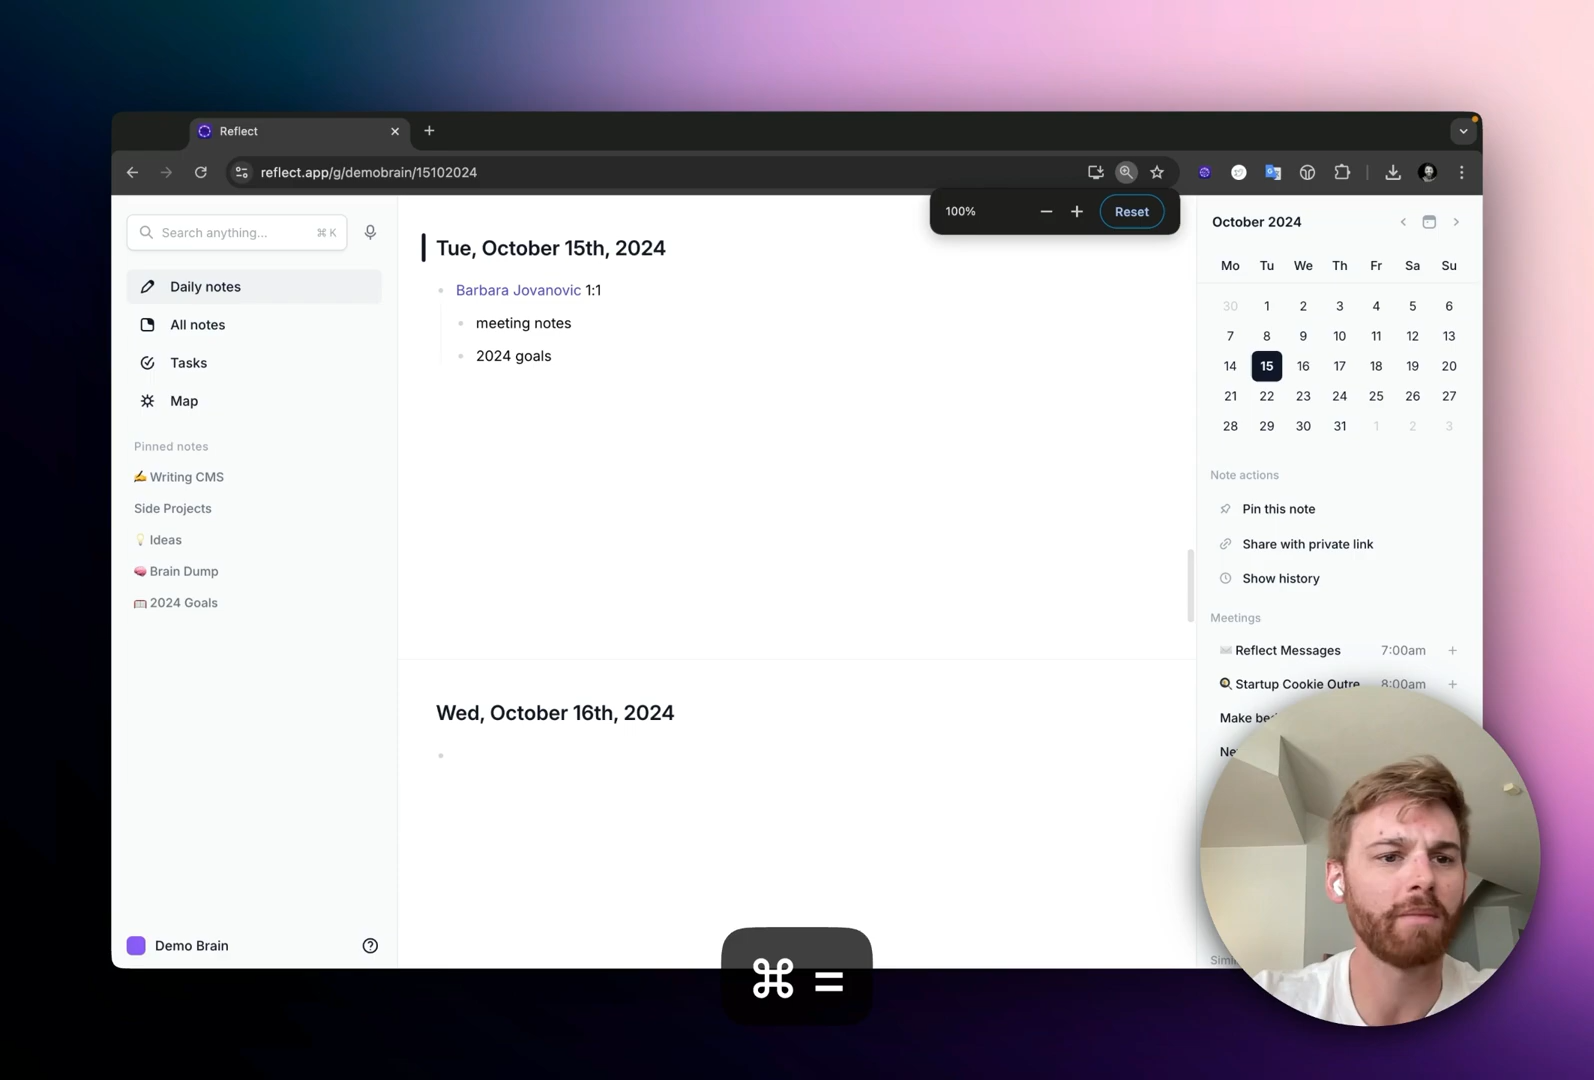 Reflect
reflect.app/g/demobrain/15102024
100%
Reset
Search anything...
⌘ K
Daily notes
All notes
Tasks
Map
Pinned notes
✍️ Writing CMS
Side Projects
💡 Ideas
🧠 Brain Dump
📖 2024 Goals
Demo Brain
Tue, October 15th, 2024
Barbara Jovanovic 1:1
meeting notes
2024 goals
Wed, October 16th, 2024
October 2024
Mo Tu We Th Fr Sa Su
30 1 2 3 4 5 6
7 8 9 10 11 12 13
14 15 16 17 18 19 20
21 22 23 24 25 26 27
28 29 30 31 1 2 3
Note actions
Pin this note
Share with private link
Show history
Meetings
Reflect Messages 7:00am +
Startup Cookie Outre 8:00am +
Make
⌘ =